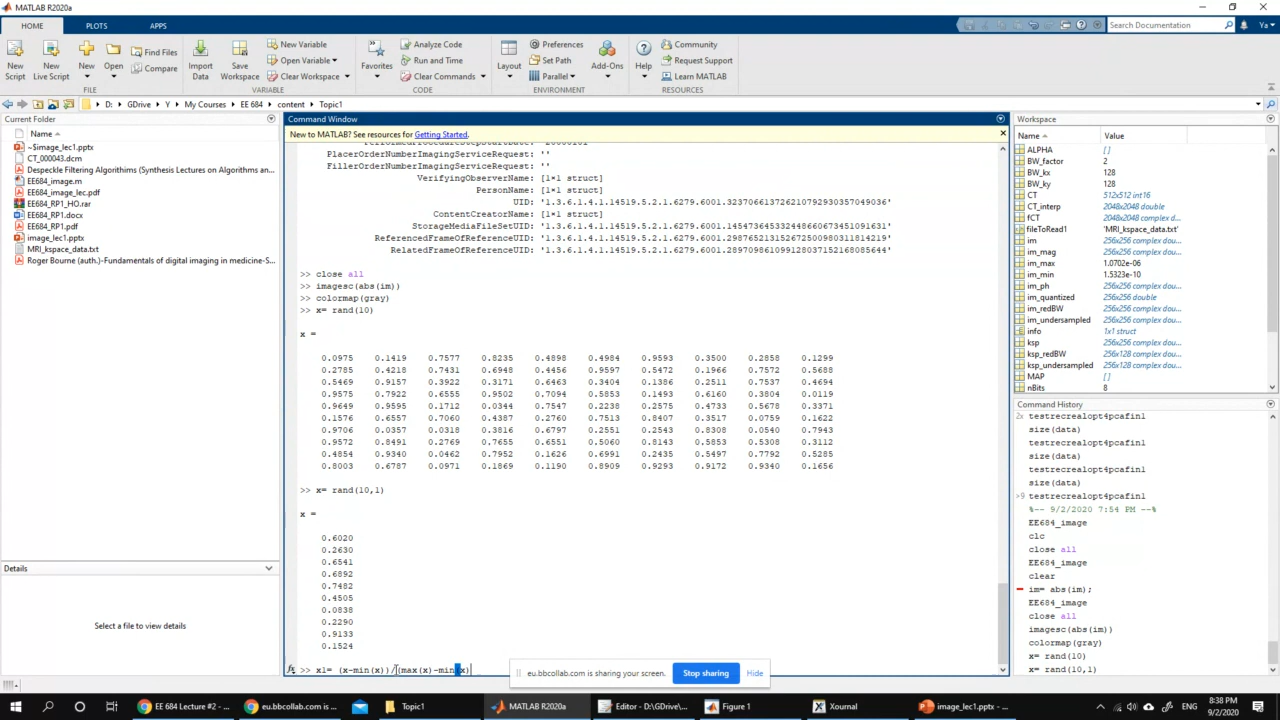 MATLAB R2020a
HOME PLOTS APPS Search Documentation Ya
New Script New Live Script New Open Find Files Compare Import Data Save Workspace New Variable Open Variable Clear Workspace Favorites Analyze Code Run and Time Clear Commands Layout Preferences Set Path Parallel Add-Ons Help Community Request Support Learn MATLAB
FILE VARIABLE CODE ENVIRONMENT RESOURCES
D: GDrive Y My Courses EE 684 content Topic1
Current Folder
Name
~$image_lec1.pptx
CT_000043.dcm
Despeckle Filtering Algorithms (Synthesis Lectures on Algorithms an...
EE684_image.m
EE684_image_lec.pdf
EE684_RP1_HO.rar
EE684_RP1.docx
EE684_RP1.pdf
image_lec1.pptx
MRI_kspace_data.txt
Roger Bourne (auth.)-Fundamentals of digital imaging in medicine-S...
Details
Select a file to view details
Command Window
New to MATLAB? See resources for Getting Started.
PlacerOrderNumberImagingServiceRequest: ''
FillerOrderNumberImagingServiceRequest: ''
VerifyingObserverName: [1×1 struct]
PersonName: [1×1 struct]
UID: '1.3.6.1.4.1.14519.5.2.1.6279.6001.323706613726210792930357049036'
ContentCreatorName: [1×1 struct]
StorageMediaFileSetUID: '1.3.6.1.4.1.14519.5.2.1.6279.6001.145473645332448660673451091631'
ReferencedFrameOfReferenceUID: '1.3.6.1.4.1.14519.5.2.1.6279.6001.298765231526725009803118142​19'
RelatedFrameOfReferenceUID: '1.3.6.1.4.1.14519.5.2.1.6279.6001.289709861099128037152168085644'
>> close all
>> imagesc(abs(im))
>> colormap(gray)
>> x= rand(10)
x =
0.0975 0.1419 0.7577 0.8235 0.4898 0.4984 0.9593 0.3500 0.2858 0.1299
0.2785 0.4218 0.7431 0.6948 0.4456 0.9597 0.5472 0.1966 0.7572 0.5688
0.5469 0.9157 0.3922 0.3171 0.6463 0.3404 0.1386 0.2511 0.7537 0.4694
0.9575 0.7922 0.6555 0.9502 0.7094 0.5853 0.1493 0.6160 0.3804 0.0119
0.9649 0.9595 0.1712 0.0344 0.7547 0.2238 0.2575 0.4733 0.5678 0.3371
0.1576 0.6557 0.7060 0.4387 0.2760 0.7513 0.8407 0.3517 0.0759 0.1622
0.9706 0.0357 0.0318 0.3816 0.6797 0.2551 0.2543 0.8308 0.0540 0.7943
0.9572 0.8491 0.2769 0.7655 0.6551 0.5060 0.8143 0.5853 0.5308 0.3112
0.4854 0.9340 0.0462 0.7952 0.1626 0.6991 0.2435 0.5497 0.7792 0.5285
0.8003 0.6787 0.0971 0.1869 0.1190 0.8909 0.9293 0.9172 0.9340 0.1656
>> x= rand(10,1)
x =
0.6020
0.2630
0.6541
0.6892
0.7482
0.4505
0.0838
0.2290
0.9133
0.1524
fx >> x1= (x-min(x))/(max(x)-min(x)
eu.bbcollab.com is sharing your screen. Stop sharing Hide
Workspace
Name Value
ALPHA []
BW_factor 2
BW_kx 128
BW_ky 128
CT 512x512 int16
CT_interp 2048x2048 double
fCT 2048x2048 complex d...
fileToRead1 'MRI_kspace_data.txt'
im 256x256 complex dou...
im_mag 256x256 complex dou...
im_max 1.0702e-06
im_min 1.5323e-10
im_ph 256x256 complex dou...
im_quantized 256x256 double
im_redBW 256x256 complex dou...
im_undersampled 256x256 complex dou...
info 1x1 struct
ksp 256x256 complex dou...
ksp_redBW 256x128 complex dou...
ksp_undersampled 256x256 complex dou...
MAP []
nBits 8
Command History
2x testrecrealopt4pcafin1
size(data)
testrecrealopt4pcafin1
size(data)
testrecrealopt4pcafin1
size(data)
>9 testrecrealopt4pcafin1
%-- 9/2/2020 7:54 PM --%
EE684_image
clc
close all
EE684_image
clear
im= abs(im);
EE684_image
close all
imagesc(abs(im))
colormap(gray)
x= rand(10)
x= rand(10,1)
EE 684 Lecture #2 - ... eu.bbcollab.com is ... Topic1 MATLAB R2020a Editor - D:\GDrive... Figure 1 Xournal image_lec1.pptx - ... ENG 8:38 PM
9/2/2020